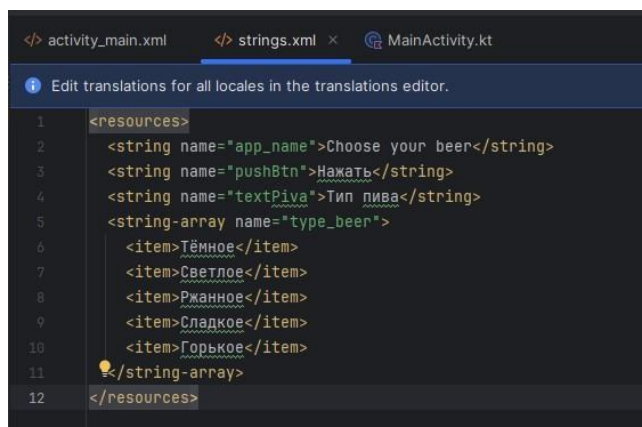 activity_main.xml strings.xml MainActivity.kt
Edit translations for all locales in the translations editor.
1 <resources>
2 <string name="app_name">Choose your beer</string>
3 <string name="pushBtn">Нажать</string>
4 <string name="textPiva">Тип пива</string>
5 <string-array name="type_beer">
6 <item>Тёмное</item>
7 <item>Светлое</item>
8 <item>Ржанное</item>
9 <item>Сладкое</item>
10 <item>Горькое</item>
11 </string-array>
12 </resources>